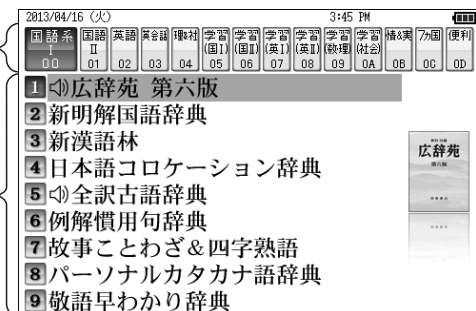 2013/04/16 (火) 3:45 PM
国語系 国語 英語 英会話 理&社 学習 学習 学習 学習 学習 学習 情&実 7カ国 便利
I II (国I) (国II) (英I) (英II) (数・理) (社会)
00 01 02 03 04 05 06 07 08 09 0A 0B 0C 0D
1 広辞苑 第六版
2 新明解国語辞典
3 新漢語林
4 日本語コロケーション辞典
5 全訳古語辞典
6 例解慣用句辞典
7 故事ことわざ&四字熟語
8 パーソナルカタカナ語辞典
9 敬語早わかり辞典
広辞苑
第六版